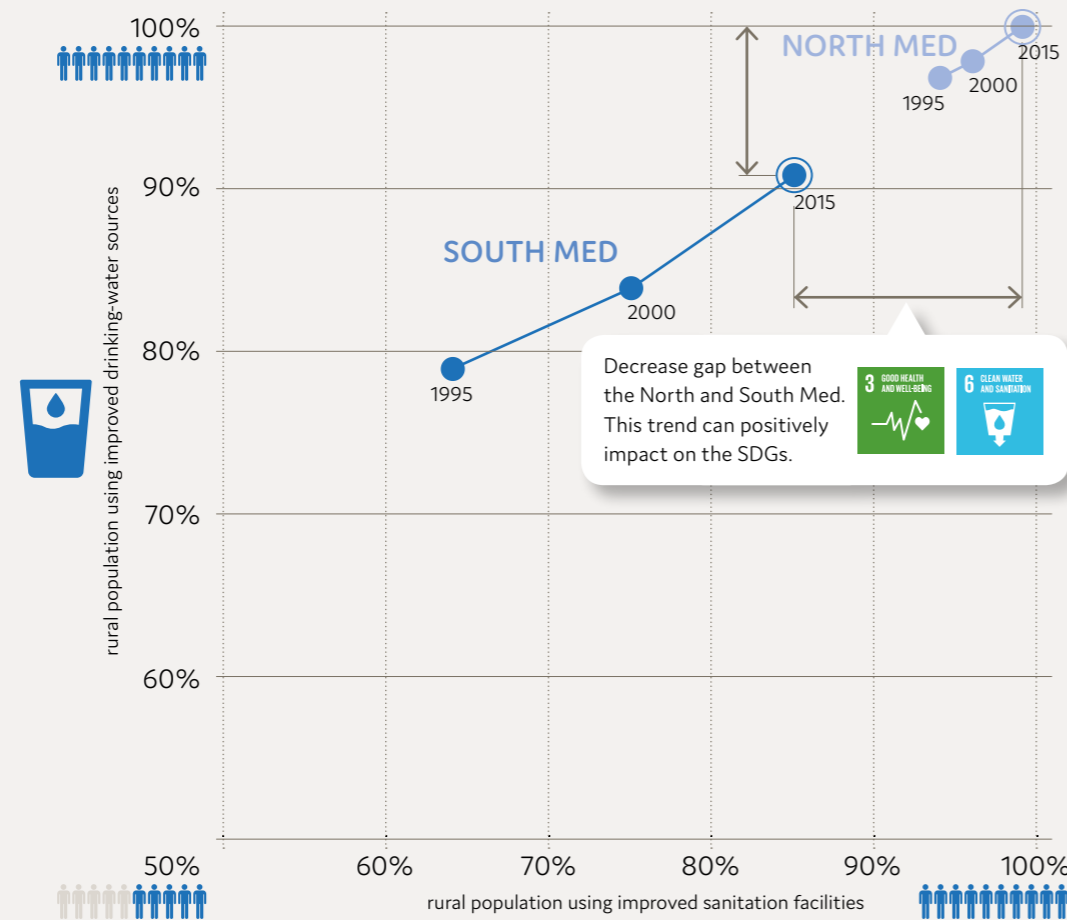 100%
NORTH MED
2015
2000
1995
90%
2015
SOUTH MED
2000
80%
1995
Decrease gap between
the North and South Med.
This trend can positively
impact on the SDGs.
3 GOOD HEALTH
AND WELL-BEING
6 CLEAN WATER
AND SANITATION
rural population using improved drinking-water sources
70%
60%
50%
60%
70%
80%
90%
100%
rural population using improved sanitation facilities